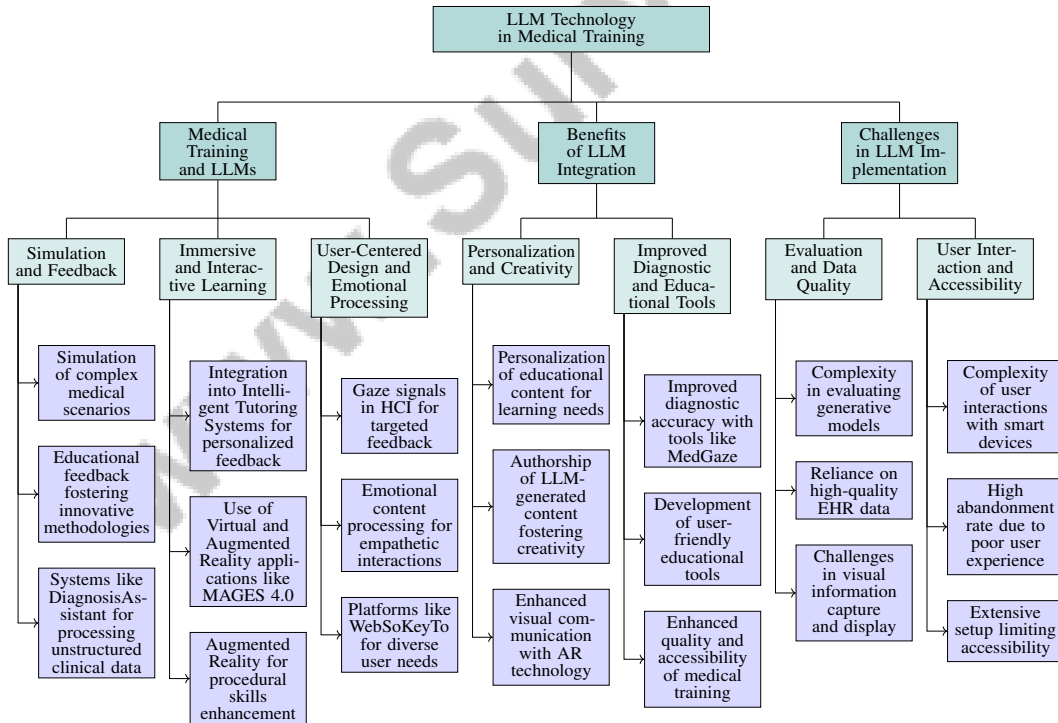 LLM Technology
in Medical Training
Medical
Training
and LLMs
Benefits
of LLM
Integration
Challenges
in LLM Im-
plementation
Simulation
and Feedback
Immersive
and Interac-
tive Learning
User-Centered
Design and
Emotional
Processing
Personalization
and Creativity
Improved
Diagnostic
and Educa-
tional Tools
Evaluation
and Data
Quality
User Inter-
action and
Accessibility
Simulation
of complex
medical
scenarios
Educational
feedback
fostering
innovative
methodologies
Systems like
DiagnosisAs-
sistant for
processing
unstructured
clinical data
Integration
into Intelli-
gent Tutoring
Systems for
personalized
feedback
Use of
Virtual and
Augmented
Reality appli-
cations like
MAGES 4.0
Augmented
Reality for
procedural
skills
enhancement
Gaze signals
in HCI for
targeted
feedback
Emotional
content
processing for
empathetic
interactions
Platforms like
WebSoKeyTo
for diverse
user needs
Personalization
of educational
content for
learning needs
Authorship
of LLM-
generated
content
fostering
creativity
Enhanced
visual com-
munication
with AR
technology
Improved
diagnostic
accuracy with
tools like
MedGaze
Development
of user-
friendly
educational
tools
Enhanced
quality and
accessibility
of medical
training
Complexity
in evaluating
generative
models
Reliance on
high-quality
EHR data
Challenges
in visual
information
capture
and display
Complexity
of user
interactions
with smart
devices
High
abandonment
rate due to
poor user
experience
Extensive
setup limiting
accessibility